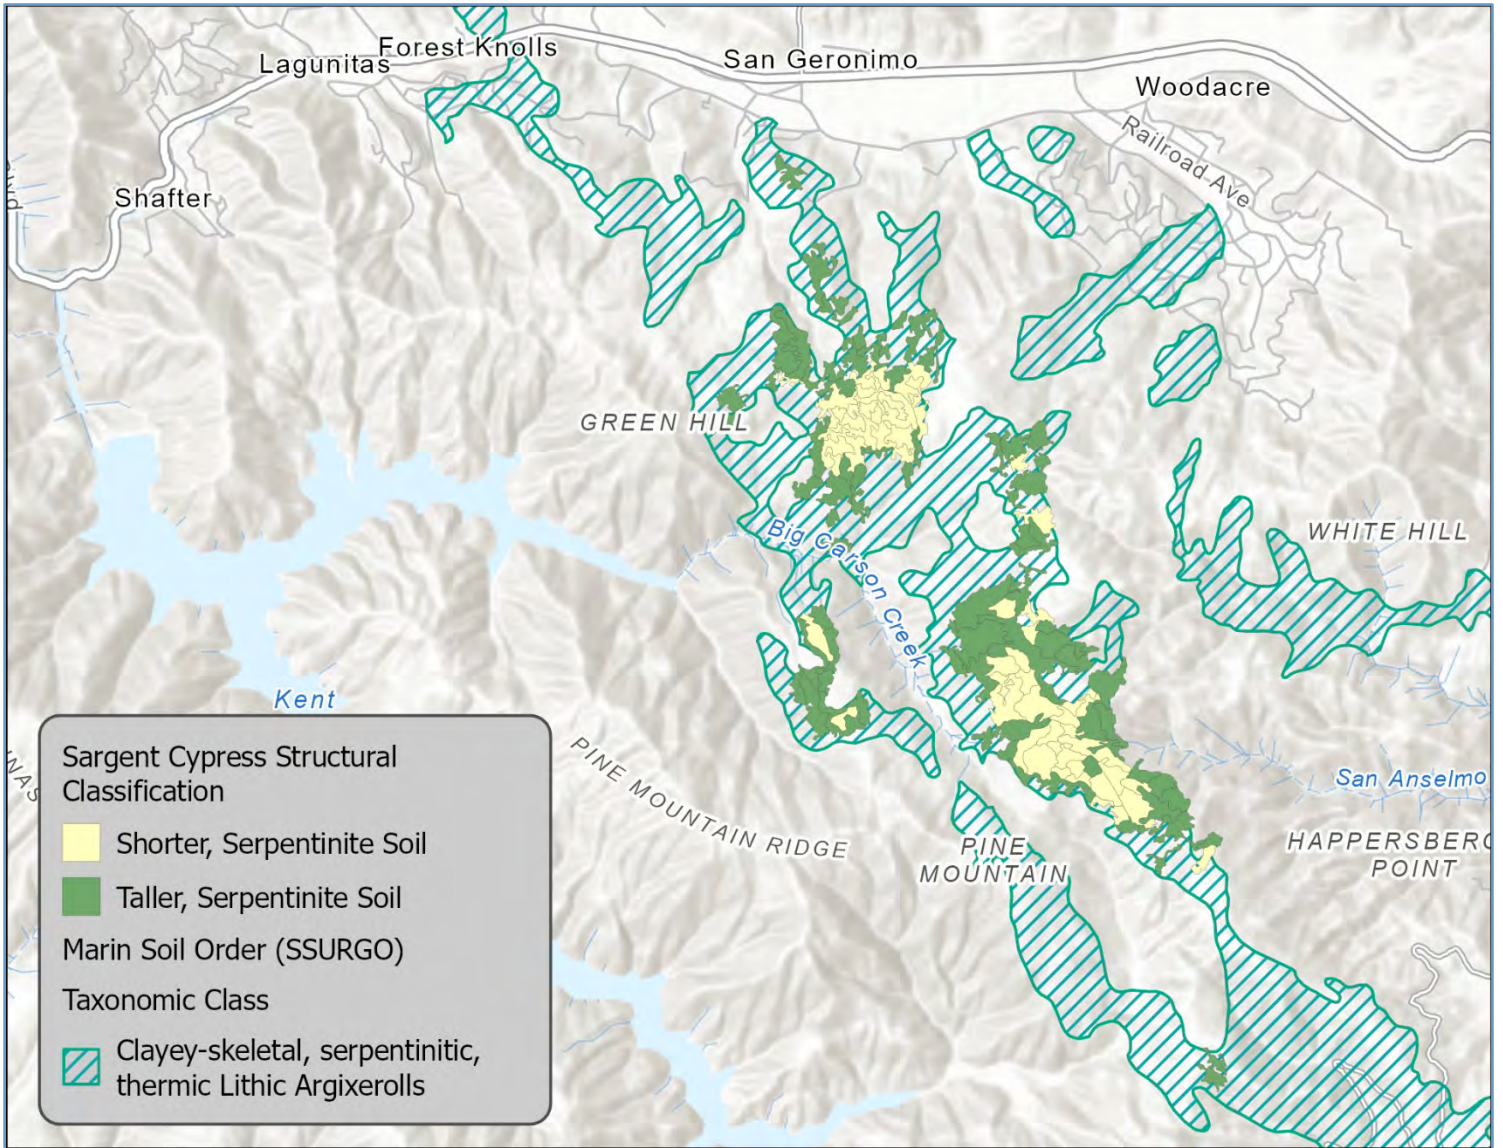 Forest Knolls
Lagunitas
San Geronimo
Woodacre
Railroad Ave
Shafter
GREEN HILL
Big Carson Creek
WHITE HILL
Kent
PINE MOUNTAIN RIDGE
San Anselmo
PINE
MOUNTAIN
HAPPERSBERG
POINT
Sargent Cypress Structural
Classification
Shorter, Serpentinite Soil
Taller, Serpentinite Soil
Marin Soil Order (SSURGO)
Taxonomic Class
Clayey-skeletal, serpentinitic,
thermic Lithic Argixerolls